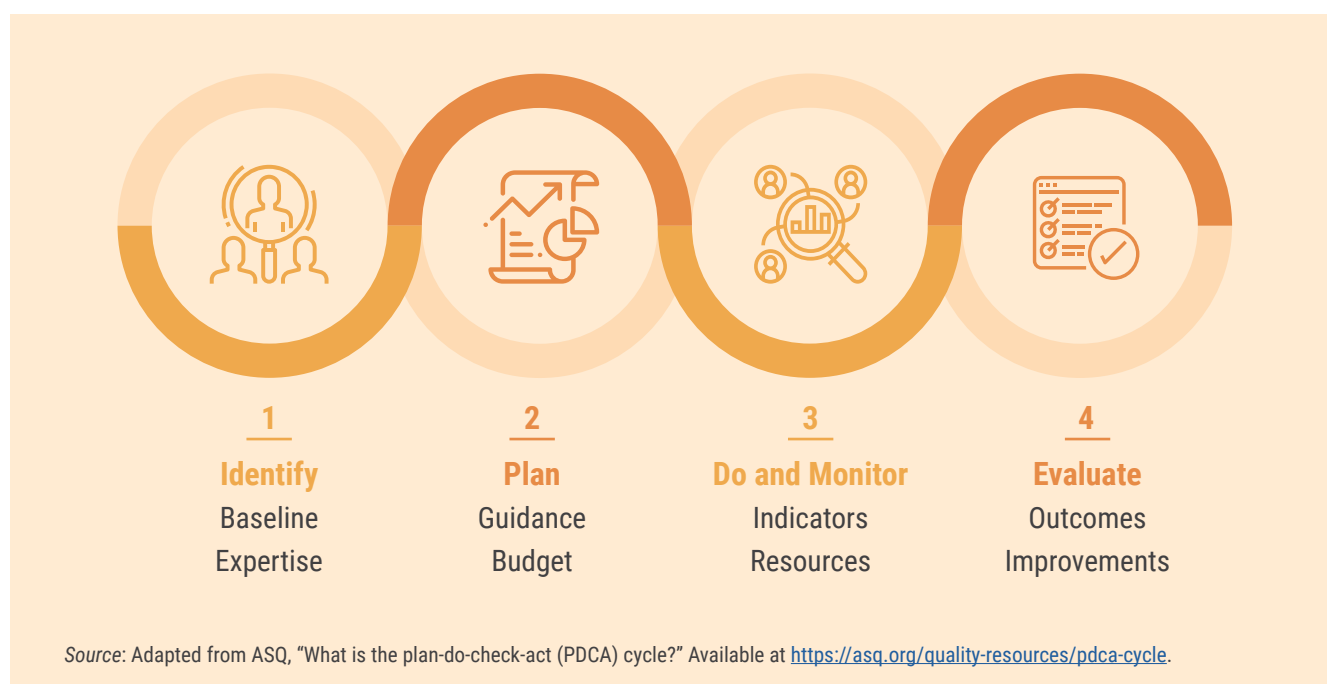 1
Identify
Baseline
Expertise
2
Plan
Guidance
Budget
3
Do and Monitor
Indicators
Resources
4
Evaluate
Outcomes
Improvements
Source: Adapted from ASQ, “What is the plan-do-check-act (PDCA) cycle?” Available at https://asq.org/quality-resources/pdca-cycle.